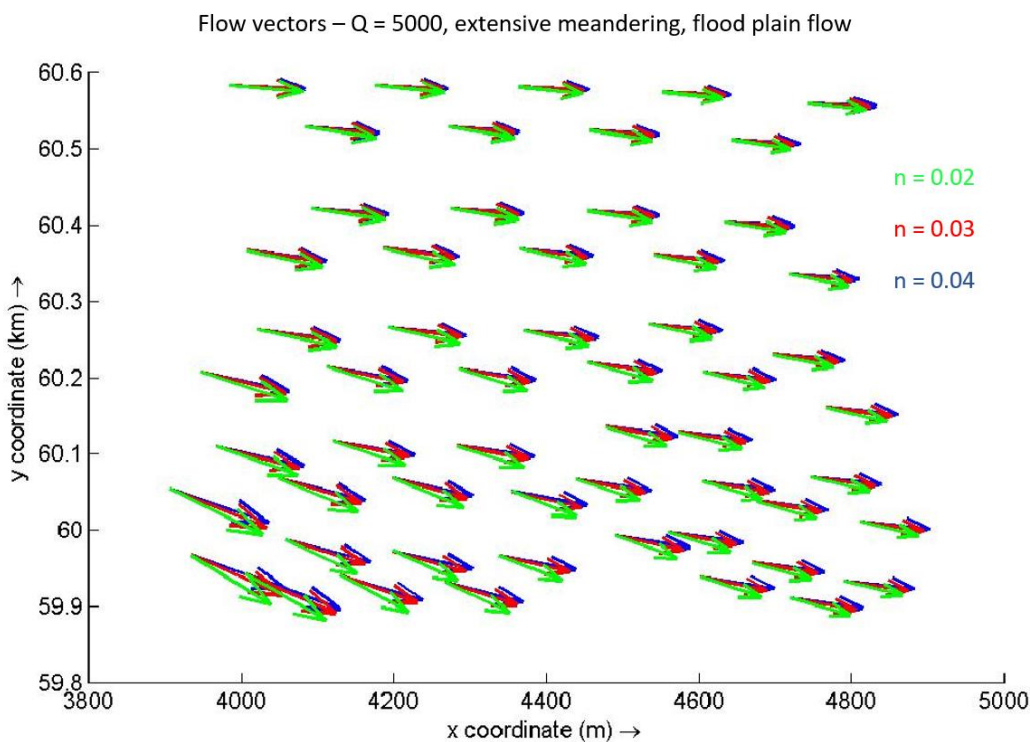 Flow vectors – Q = 5000, extensive meandering, flood plain flow
60.6
60.5
60.4
60.3
60.2
60.1
60
59.9
59.8
y coordinate (km) →
n = 0.02
n = 0.03
n = 0.04
3800
4000
4200
4400
4600
4800
5000
x coordinate (m) →